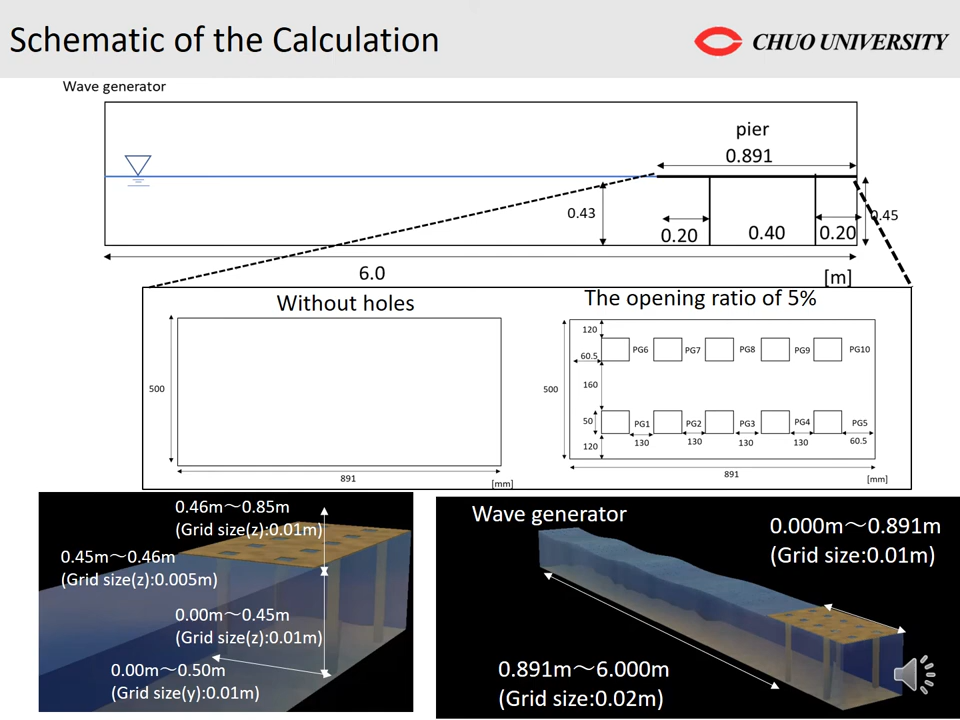 Schematic of the Calculation
CHUO UNIVERSITY
Wave generator
pier
0.891
0.43
0.45
0.20
0.40
0.20
6.0
[m]
Without holes
The opening ratio of 5%
500
891
[mm]
120
60.5
PG6
PG7
PG8
PG9
PG10
500
160
50
PG1
PG2
PG3
PG4
PG5
120
130
130
130
130
60.5
891
[mm]
0.46m～0.85m
(Grid size(z):0.01m)
0.45m～0.46m
(Grid size(z):0.005m)
0.00m～0.45m
(Grid size(z):0.01m)
0.00m～0.50m
(Grid size(y):0.01m)
Wave generator
0.000m～0.891m
(Grid size:0.01m)
0.891m～6.000m
(Grid size:0.02m)